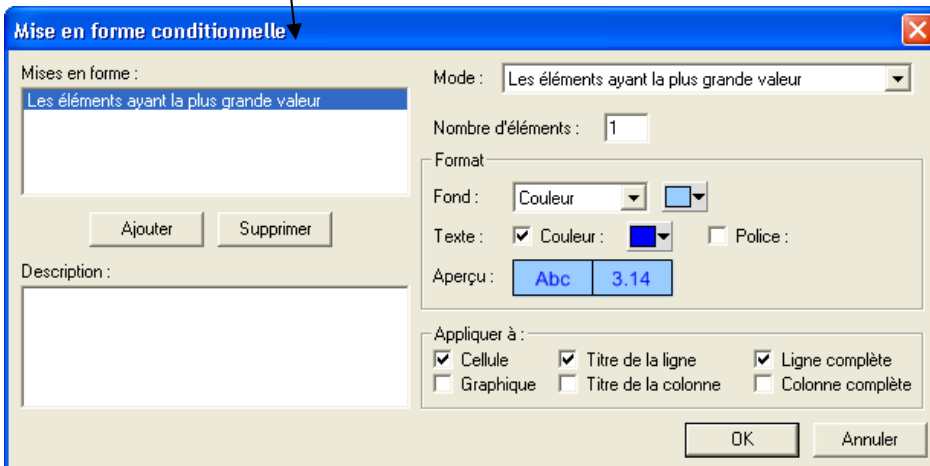 Mise en forme conditionnelle
Mises en forme :
Les éléments ayant la plus grande valeur
Ajouter
Supprimer
Description :
Mode :
Les éléments ayant la plus grande valeur
Nombre d'éléments :
1
Format
Fond :
Couleur
Texte :
Couleur :
Police :
Aperçu :
Abc
3.14
Appliquer à :
Cellule
Titre de la ligne
Ligne complète
Graphique
Titre de la colonne
Colonne complète
OK
Annuler